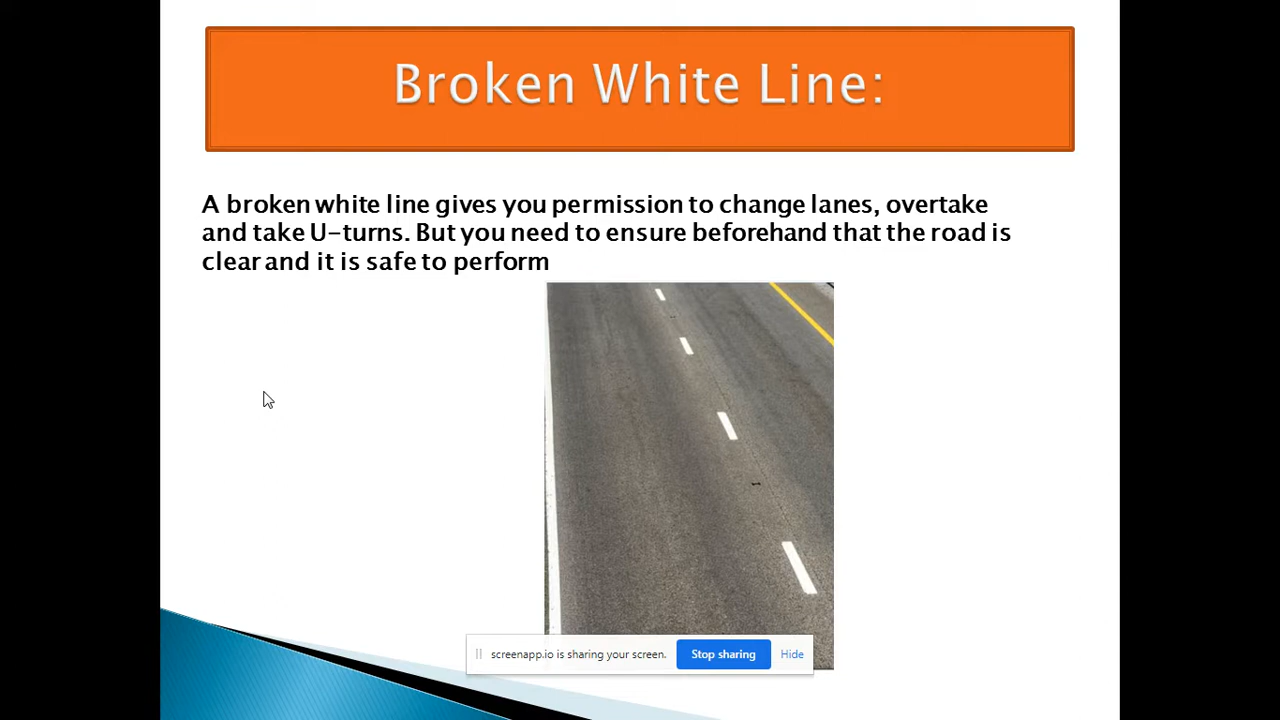 Broken White Line:
A broken white line gives you permission to change lanes, overtake
and take U-turns. But you need to ensure beforehand that the road is
clear and it is safe to perform
screenapp.io is sharing your screen. Stop sharing Hide